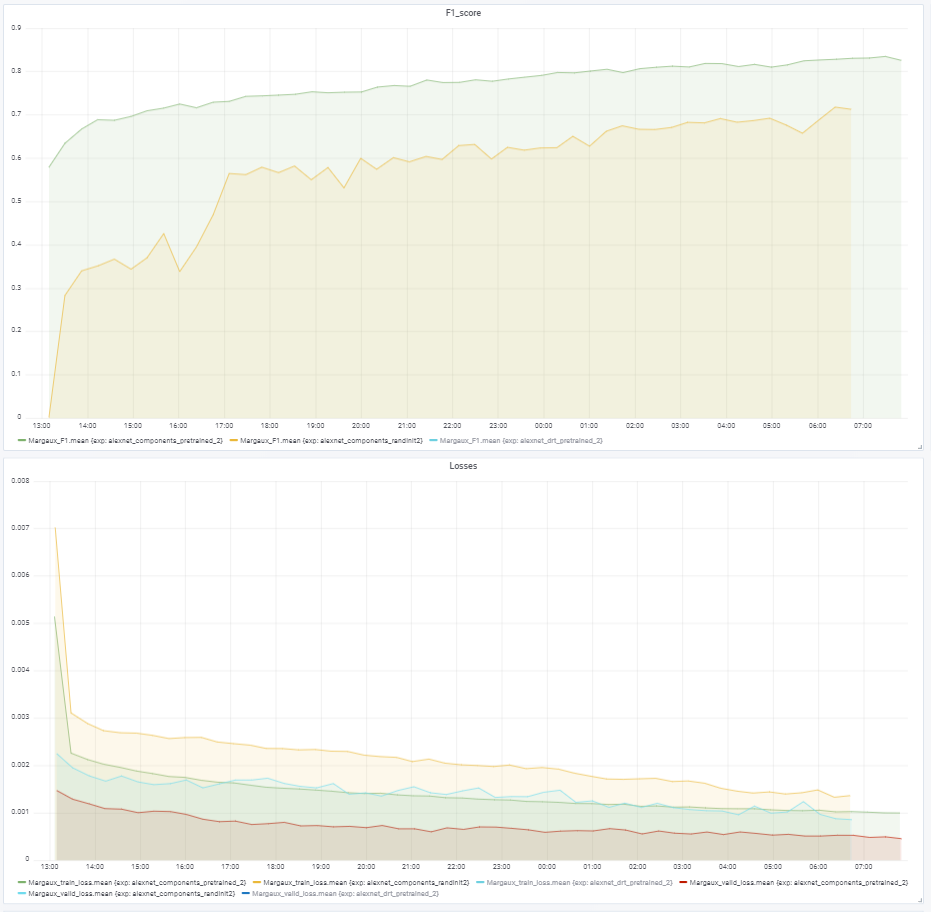 F1_score
0.9
0.8
0.7
0.6
0.5
0.4
0.3
0.2
0.1
0
13:00 14:00 15:00 16:00 17:00 18:00 19:00 20:00 21:00 22:00 23:00 00:00 01:00 02:00 03:00 04:00 05:00 06:00 07:00
Margaux_F1.mean {exp: alexnet_components_pretrained_2} Margaux_F1.mean {exp: alexnet_components_randinit2} Margaux_F1.mean {exp: alexnet_drt_pretrained_2}
Losses
0.008
0.007
0.006
0.005
0.004
0.003
0.002
0.001
0
13:00 14:00 15:00 16:00 17:00 18:00 19:00 20:00 21:00 22:00 23:00 00:00 01:00 02:00 03:00 04:00 05:00 06:00 07:00
Margaux_train_loss.mean {exp: alexnet_components_pretrained_2} Margaux_train_loss.mean {exp: alexnet_components_randinit2} Margaux_train_loss.mean {exp: alexnet_drt_pretrained_2} Margaux_valid_loss.mean {exp: alexnet_components_pretrained_2}
Margaux_valid_loss.mean {exp: alexnet_components_randinit2} Margaux_valid_loss.mean {exp: alexnet_drt_pretrained_2}